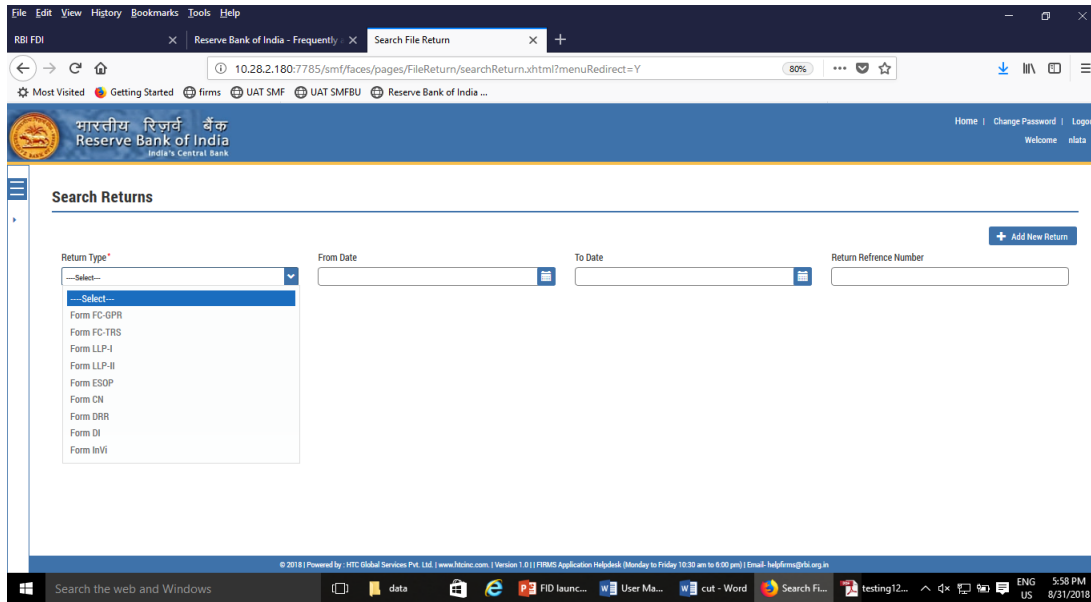 File Edit View History Bookmarks Tools Help
RBI FDI
Reserve Bank of India - Frequently
Search File Return
10.28.2.180:7785/smf/faces/pages/FileReturn/searchReturn.xhtml?menuRedirect=Y
80%
Most Visited Getting Started firms UAT SMF UAT SMFBU Reserve Bank of India ...
भारतीय रिज़र्व बैंक
Reserve Bank of India
India's Central Bank
Home | Change Password | Logou
Welcome nlata
Search Returns
Add New Return
Return Type* From Date To Date Return Refrence Number
----Select---
----Select---
Form FC-GPR
Form FC-TRS
Form LLP-I
Form LLP-II
Form ESOP
Form CN
Form DRR
Form DI
Form InVi
© 2018 | Powered by : HTC Global Services Pvt. Ltd. | www.htcinc.com. | Version 1.0 | | FIRMS Application Helpdesk (Monday to Friday 10:30 am to 6:00 pm) | Email- helpfirms@rbi.org.in
Search the web and Windows
data
FID launc...
User Ma...
cut - Word
Search Fi...
testing12...
ENG
US
5:58 PM
8/31/2018